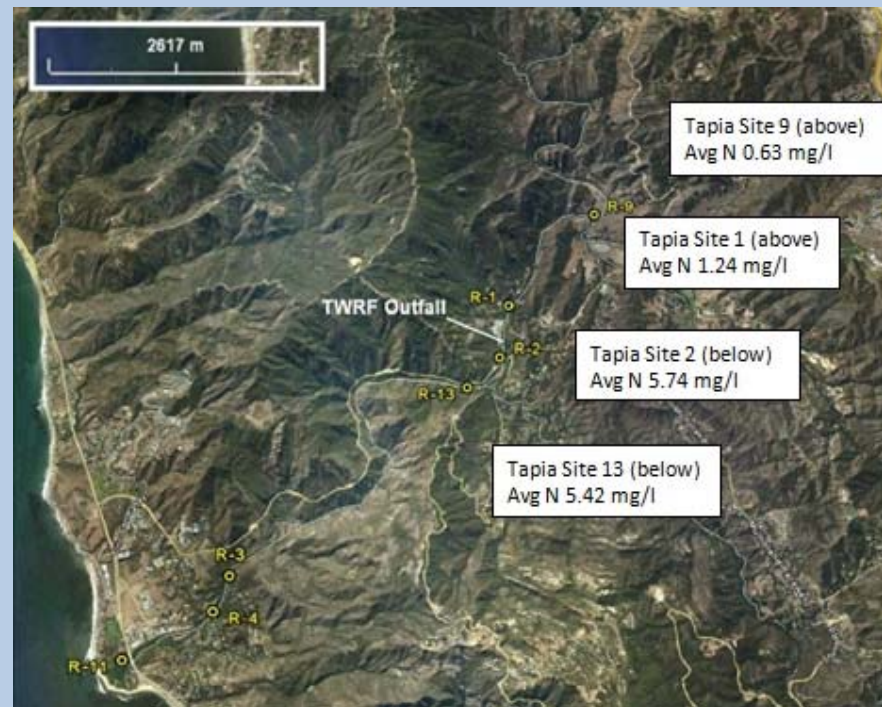 2617 m
Tapia Site 9 (above)
Avg N 0.63 mg/l
R-9
Tapia Site 1 (above)
Avg N 1.24 mg/l
R-1
TWRF Outfall
R-2
Tapia Site 2 (below)
Avg N 5.74 mg/l
R-13
Tapia Site 13 (below)
Avg N 5.42 mg/l
R-3
R-4
R-11